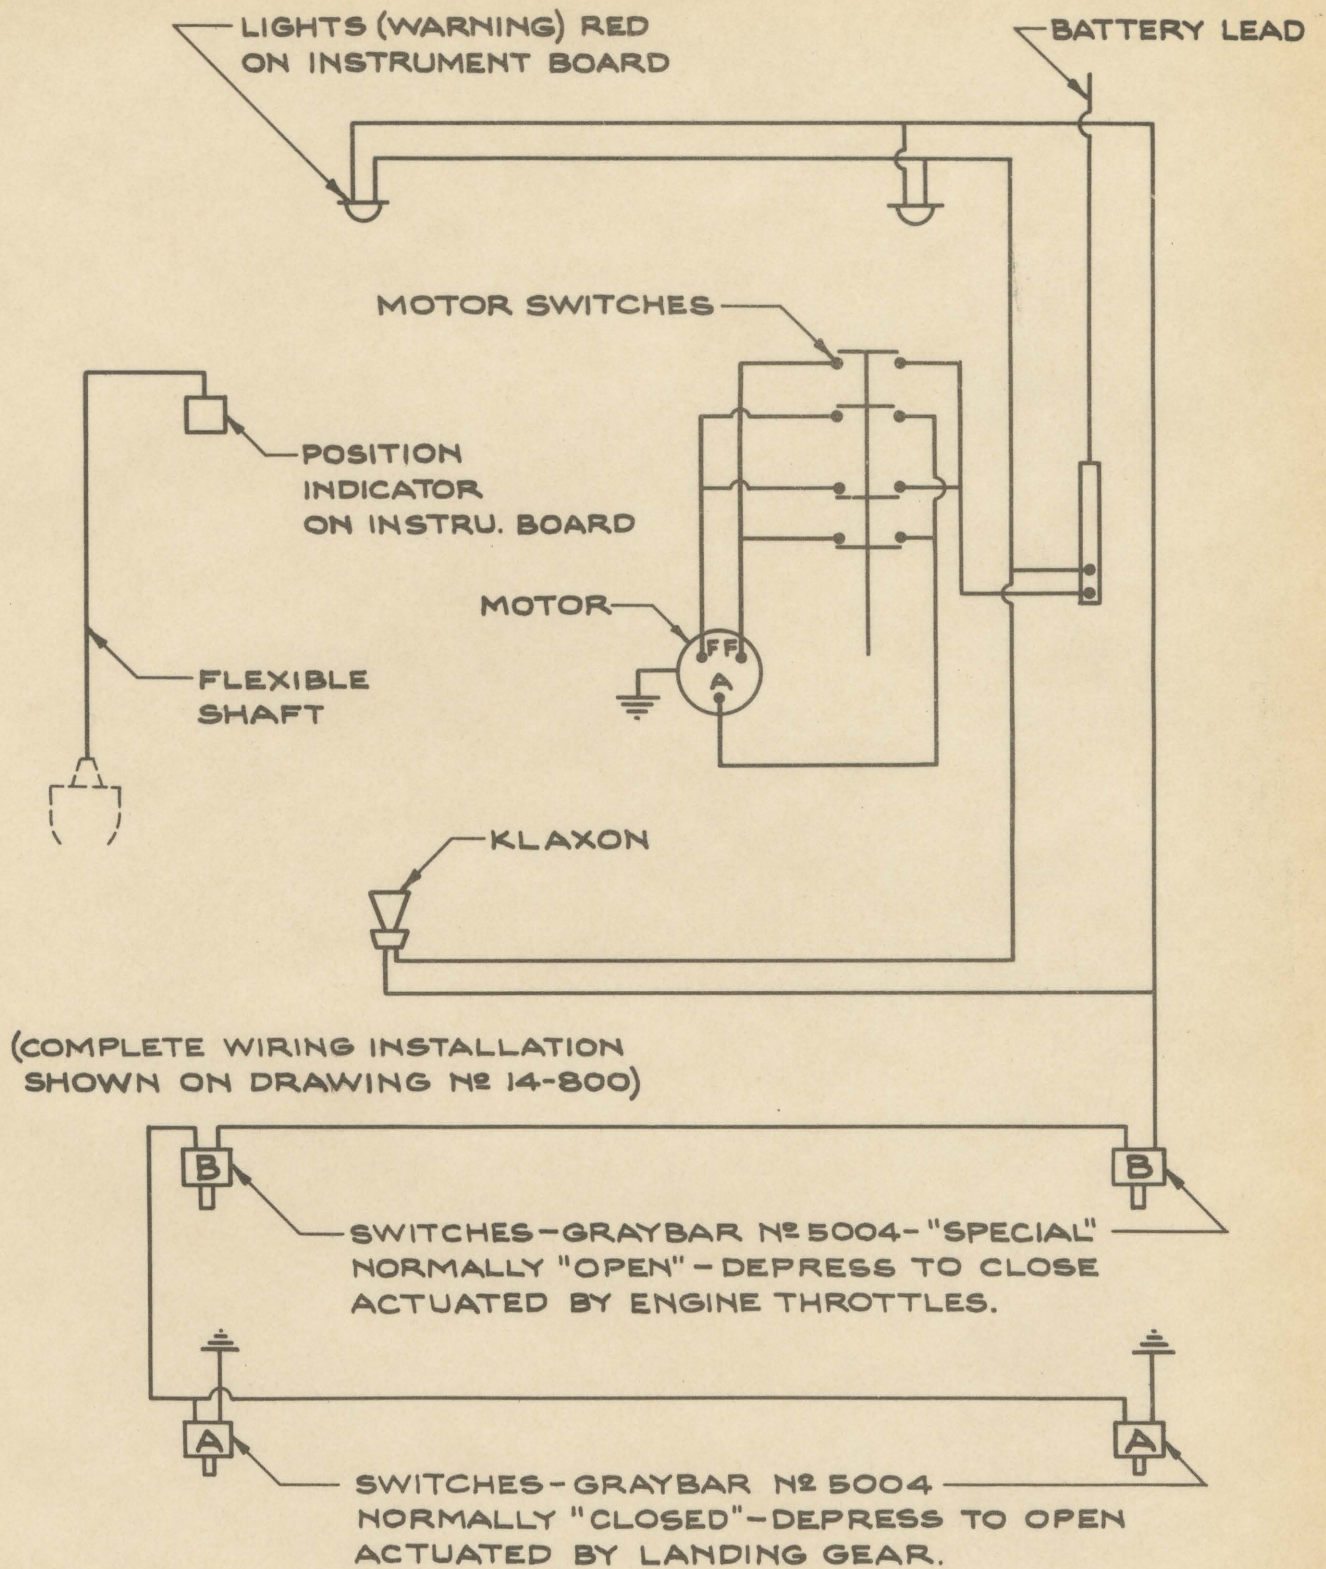 LIGHTS (WARNING) RED
ON INSTRUMENT BOARD
BATTERY LEAD
MOTOR SWITCHES
POSITION
INDICATOR
ON INSTRU. BOARD
MOTOR
F F
A
FLEXIBLE
SHAFT
KLAXON
(COMPLETE WIRING INSTALLATION
SHOWN ON DRAWING Nº 14-800)
B
B
SWITCHES-GRAYBAR Nº 5004-"SPECIAL"
NORMALLY "OPEN"-DEPRESS TO CLOSE
ACTUATED BY ENGINE THROTTLES.
A
A
SWITCHES-GRAYBAR Nº 5004
NORMALLY "CLOSED"-DEPRESS TO OPEN
ACTUATED BY LANDING GEAR.